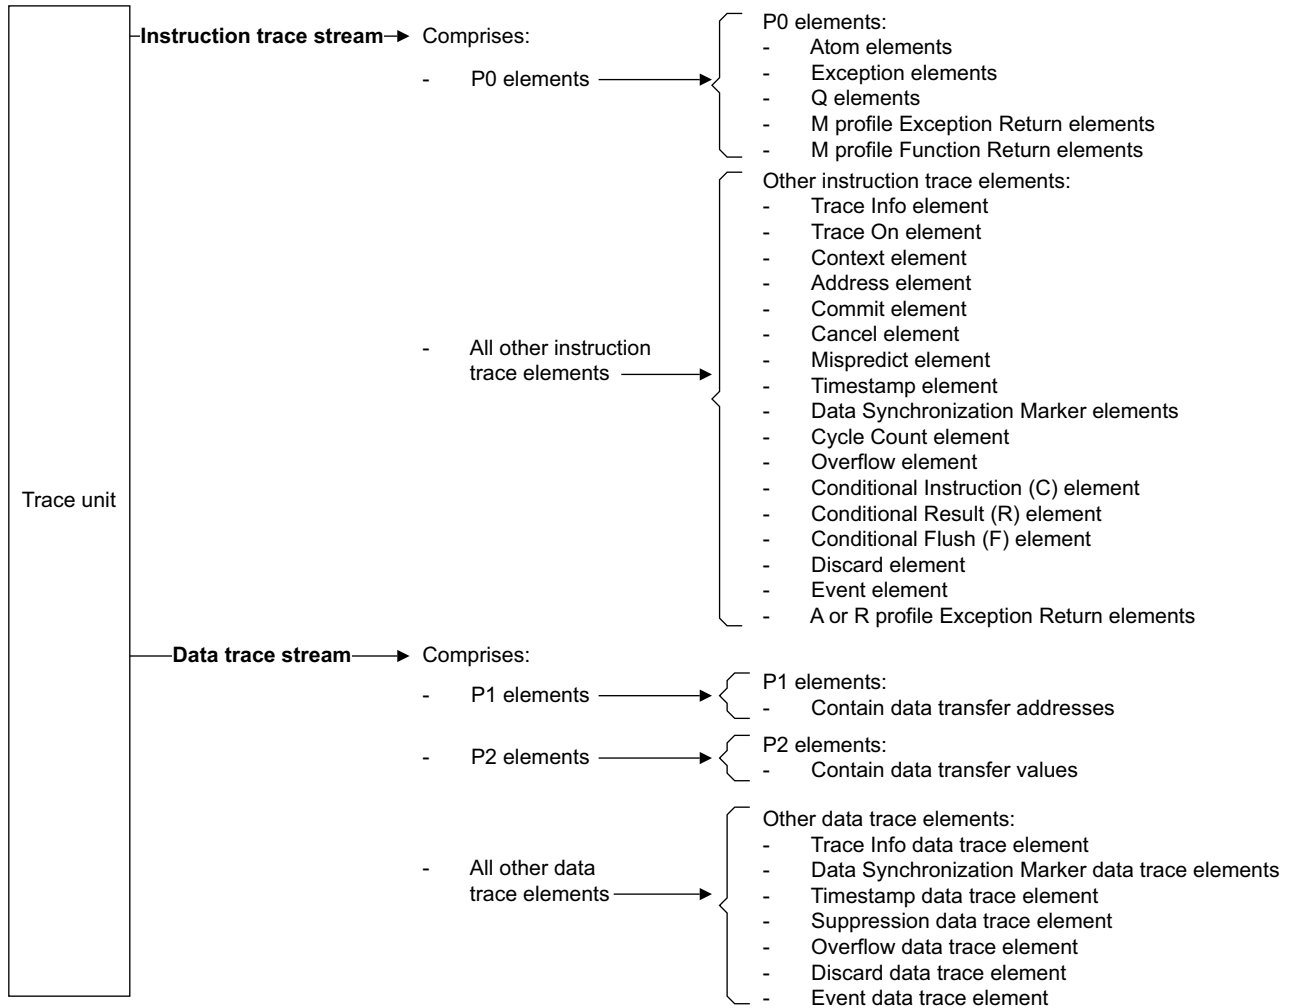 Trace unit
Instruction trace stream
Comprises:
- P0 elements
P0 elements:
- Atom elements
- Exception elements
- Q elements
- M profile Exception Return elements
- M profile Function Return elements
- All other instruction
trace elements
Other instruction trace elements:
- Trace Info element
- Trace On element
- Context element
- Address element
- Commit element
- Cancel element
- Mispredict element
- Timestamp element
- Data Synchronization Marker elements
- Cycle Count element
- Overflow element
- Conditional Instruction (C) element
- Conditional Result (R) element
- Conditional Flush (F) element
- Discard element
- Event element
- A or R profile Exception Return elements
Data trace stream
Comprises:
- P1 elements
P1 elements:
- Contain data transfer addresses
- P2 elements
P2 elements:
- Contain data transfer values
- All other data
trace elements
Other data trace elements:
- Trace Info data trace element
- Data Synchronization Marker data trace elements
- Timestamp data trace element
- Suppression data trace element
- Overflow data trace element
- Discard data trace element
- Event data trace element